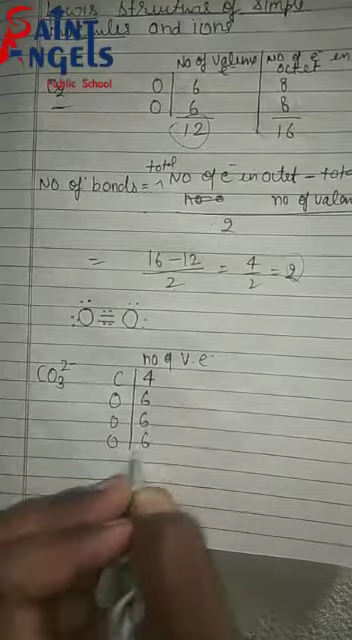 Lewis Structure of Simple
molecules and ions
SAINT
ANGELS
Public School
No of valence e⁻
No of e⁻ in octet
O₂ O 6 8
O 6 8
12 16
No of bonds = total No of e⁻ in octet - total
no of valen
2
= 16-12/2 = 4/2 = 2
:Ö::Ö:
CO₃²⁻ no of v.e.
C 4
O 6
O 6
O 6